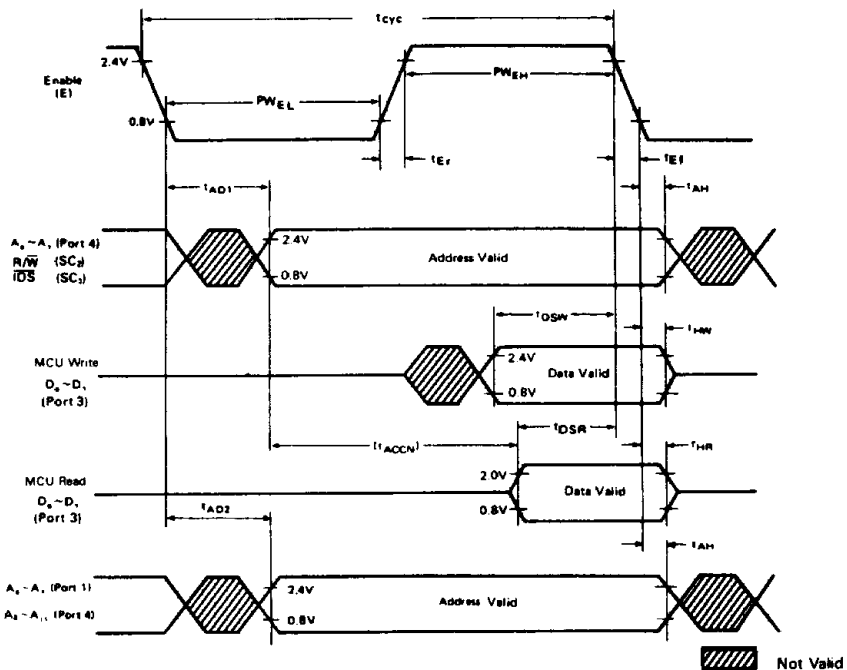 tcyc
2.4V
Enable
(E)
PWEH
PWEL
0.8V
tEr
tEf
tAD1
tAH
A₀~A₇ (Port 4)
R/W̅ (SC₂)
I̅D̅S̅ (SC₁)
2.4V
Address Valid
0.8V
tDSW
tHW
MCU Write
D₀~D₇
(Port 3)
2.4V
Data Valid
0.8V
tDSR
(tACCN)
tHR
MCU Read
D₀~D₇
(Port 3)
2.0V
Data Valid
0.8V
tAD2
tAH
A₀~A₇ (Port 1)
2.4V
Address Valid
A₈~A₁₁ (Port 4)
0.8V
Not Valid